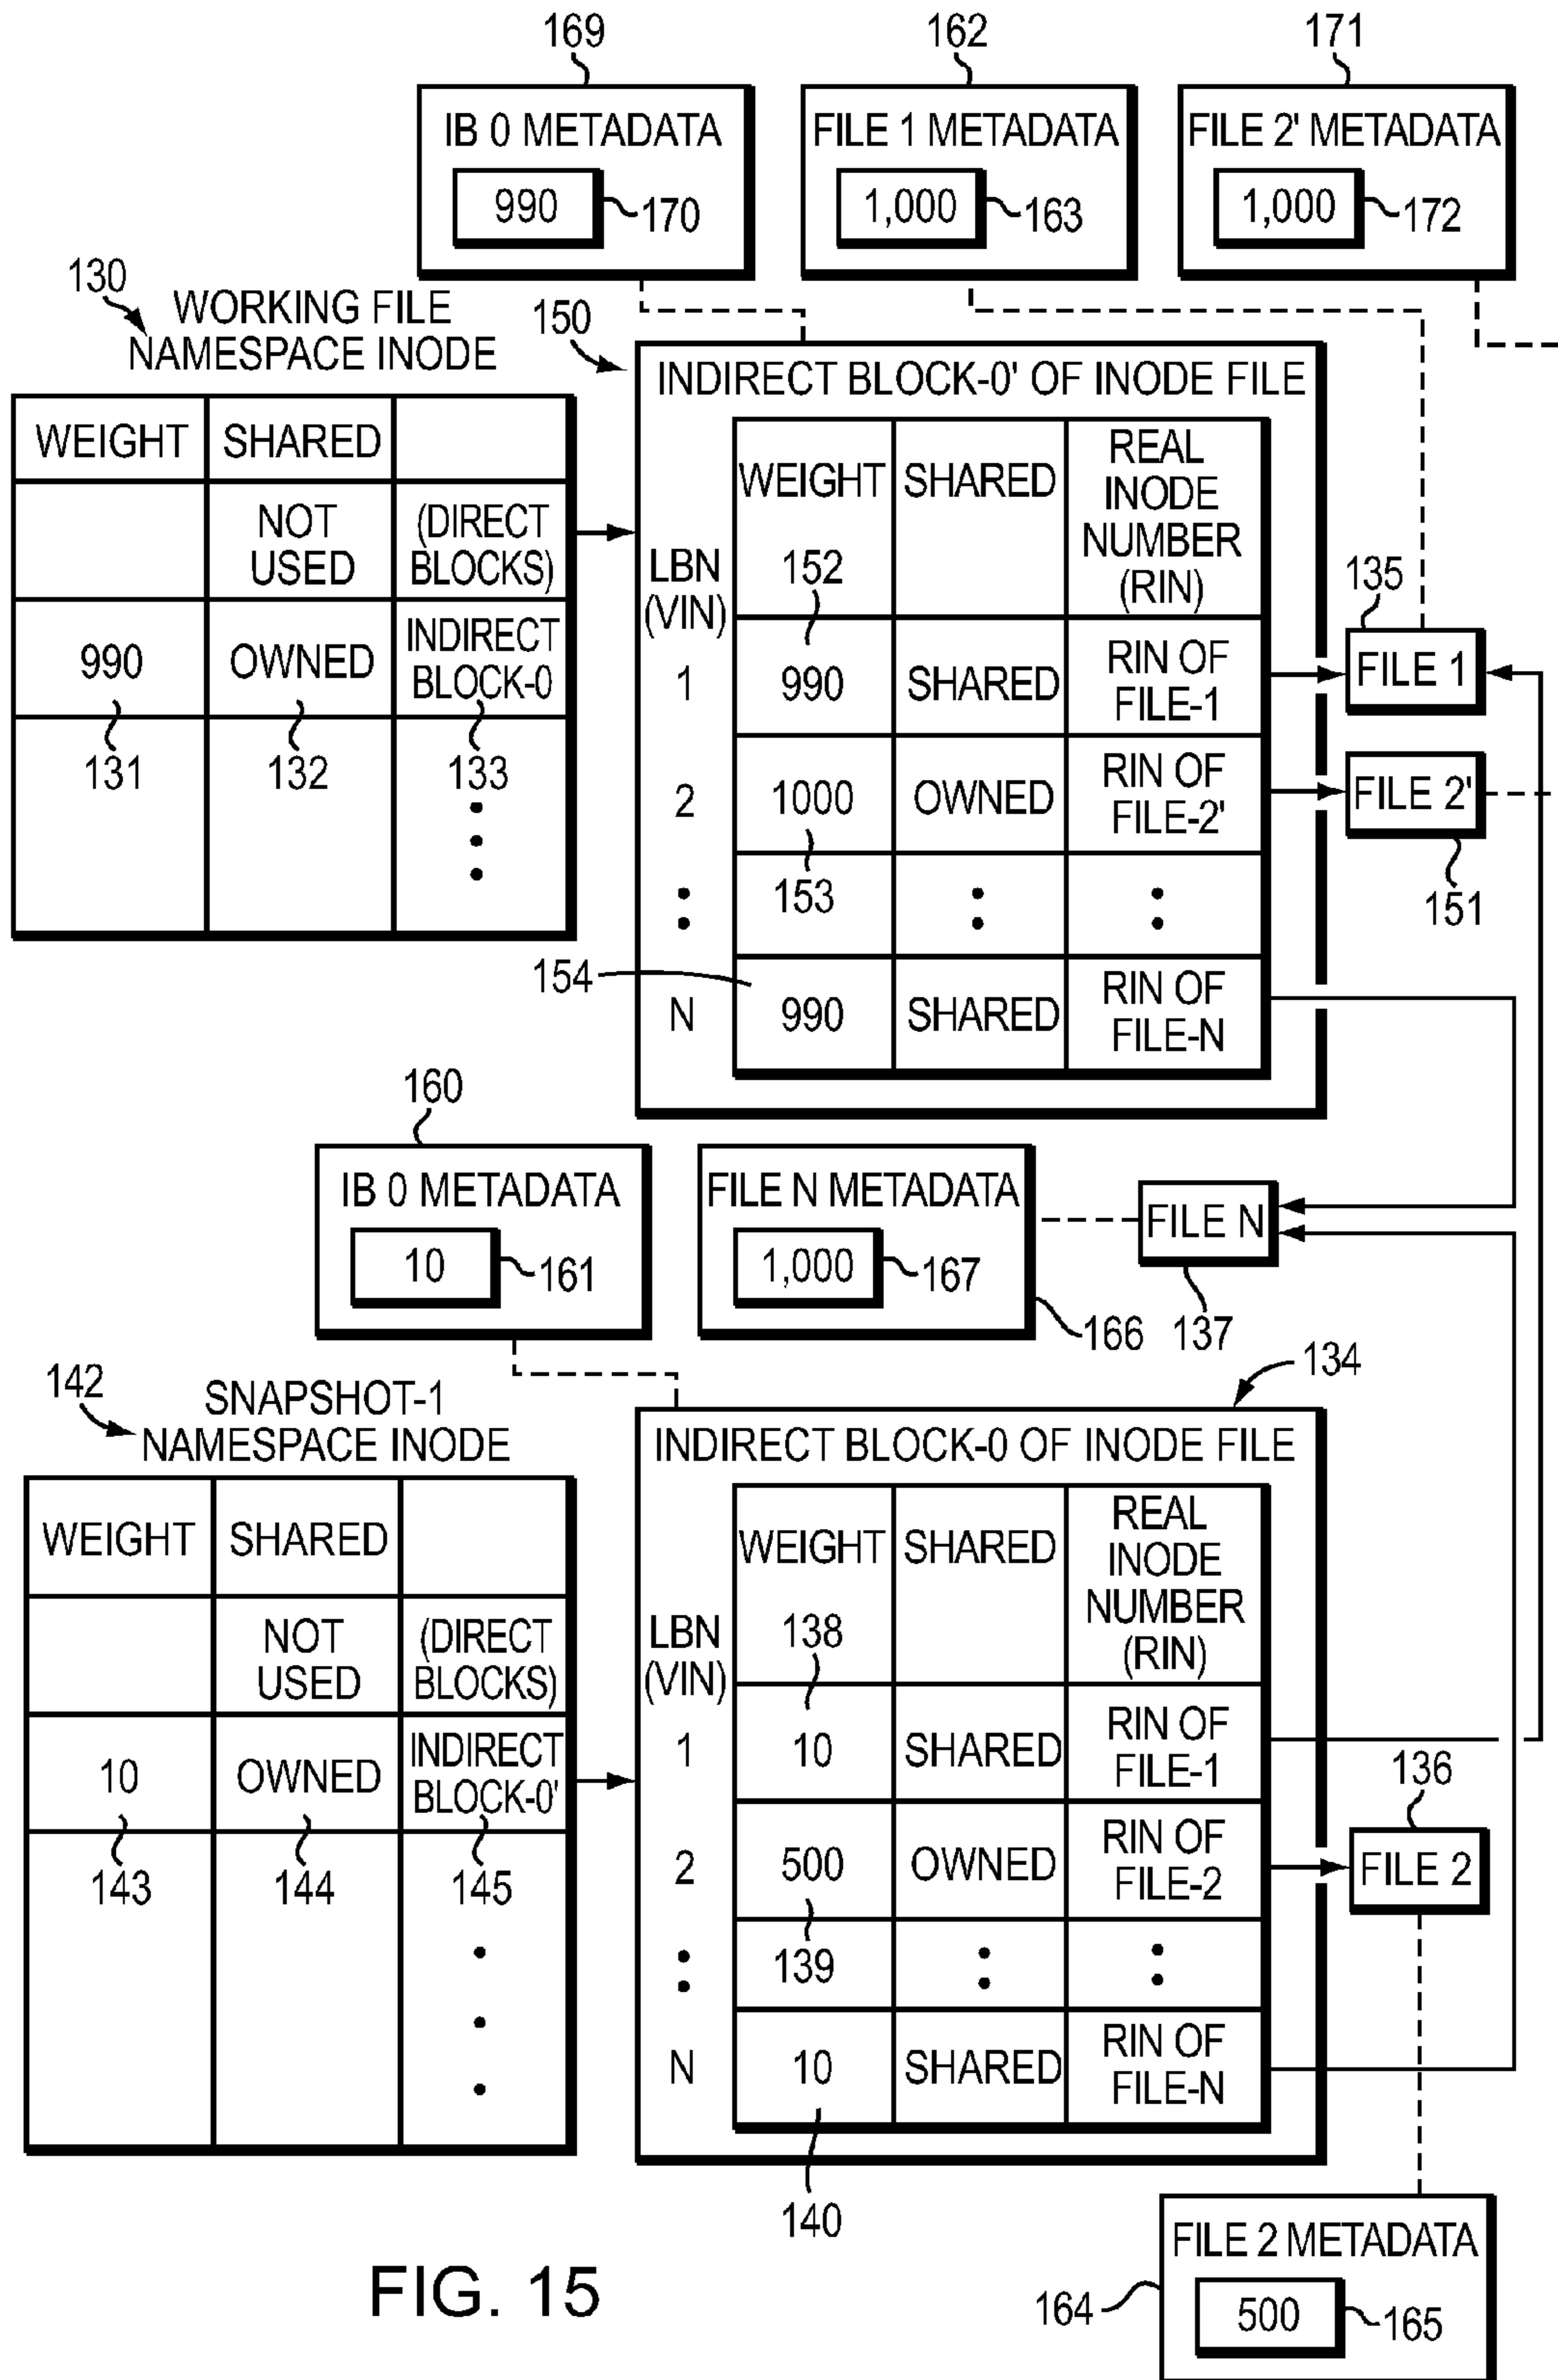 169
162
171
IB 0 METADATA
990
170
FILE 1 METADATA
1,000
163
FILE 2' METADATA
1,000
172
130
WORKING FILE
NAMESPACE INODE
WEIGHT SHARED
NOT
USED
(DIRECT
BLOCKS)
990
OWNED
INDIRECT
BLOCK-0
131
132
133
150
INDIRECT BLOCK-0' OF INODE FILE
LBN
(VIN)
WEIGHT
SHARED
REAL
INODE
NUMBER
(RIN)
152
1
990
SHARED
RIN OF
FILE-1
2
1000
OWNED
RIN OF
FILE-2'
153
154
N
990
SHARED
RIN OF
FILE-N
135
FILE 1
FILE 2'
151
160
IB 0 METADATA
10
161
FILE N METADATA
1,000
167
166
FILE N
137
134
142
SNAPSHOT-1
NAMESPACE INODE
WEIGHT SHARED
NOT
USED
(DIRECT
BLOCKS)
10
OWNED
INDIRECT
BLOCK-0'
143
144
145
INDIRECT BLOCK-0 OF INODE FILE
LBN
(VIN)
WEIGHT
SHARED
REAL
INODE
NUMBER
(RIN)
138
1
10
SHARED
RIN OF
FILE-1
2
500
OWNED
RIN OF
FILE-2
139
N
10
SHARED
RIN OF
FILE-N
140
136
FILE 2
FILE 2 METADATA
500
164
165
FIG. 15